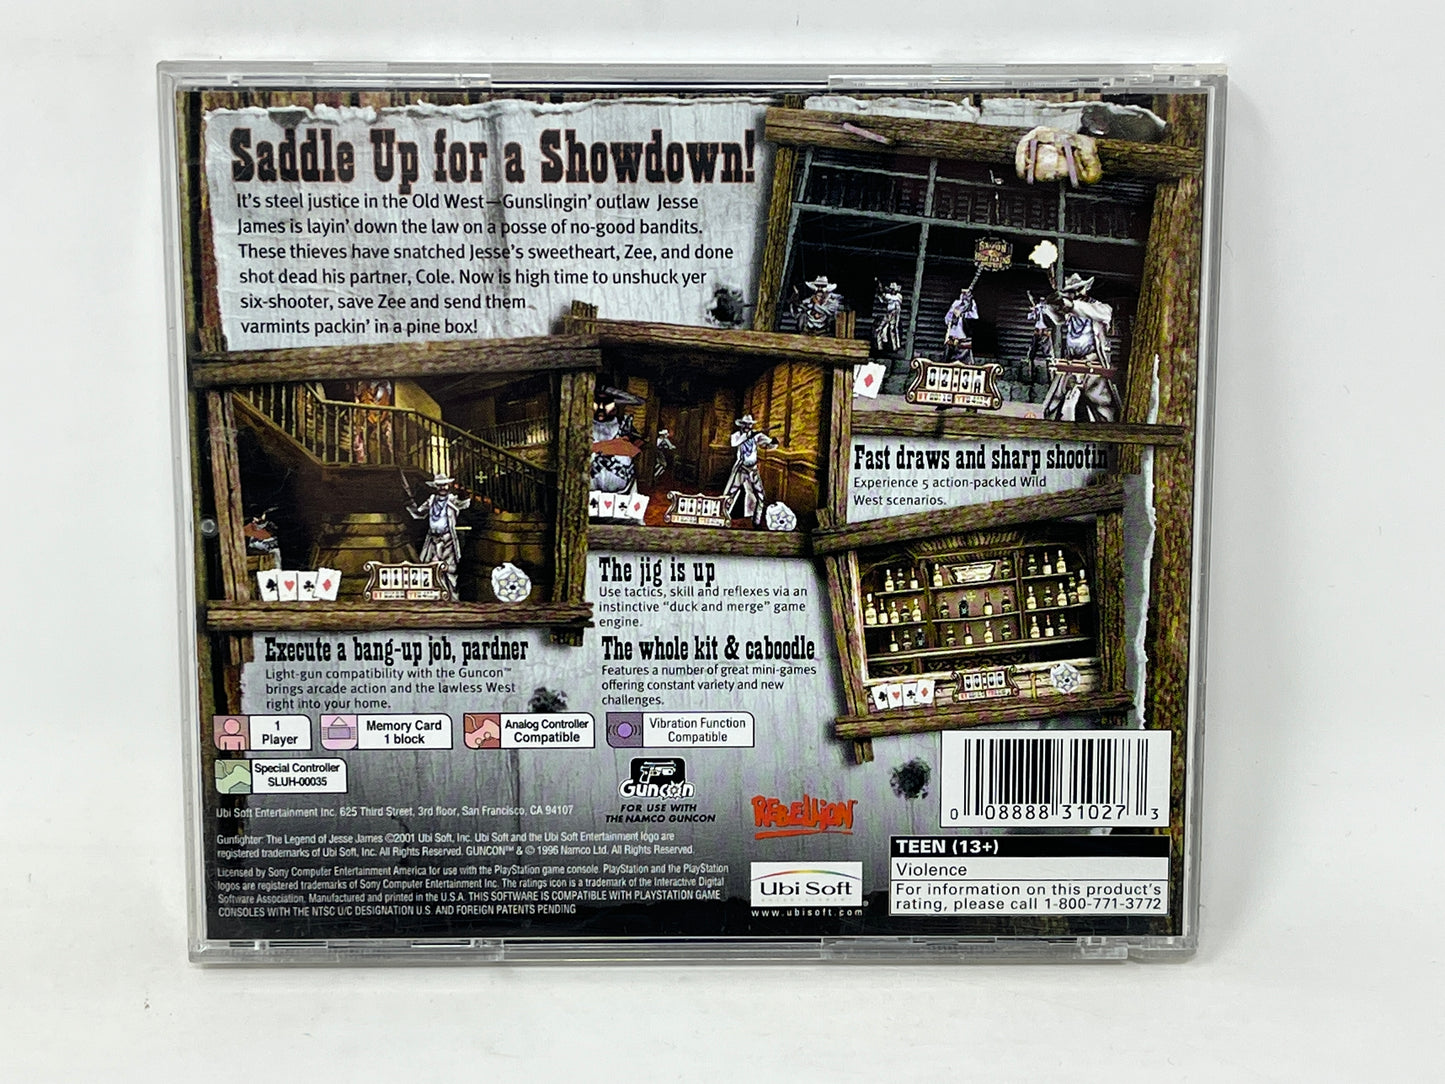 Saddle Up for a Showdown!
It's steel justice in the Old West—Gunslingin' outlaw Jesse
James is layin' down the law on a posse of no-good bandits.
These thieves have snatched Jesse's sweetheart, Zee, and done
shot dead his partner, Cole. Now is high time to unshuck yer
six-shooter, save Zee and send them
varmints packin' in a pine box!
Fast draws and sharp shootin'
Experience 5 action-packed Wild
West scenarios.
The jig is up
Use tactics, skill and reflexes via an
instinctive "duck and merge" game
engine.
Execute a bang-up job, pardner
Light-gun compatibility with the Guncon™
brings arcade action and the lawless West
right into your home.
The whole kit & caboodle
Features a number of great mini-games
offering constant variety and new
challenges.
1
Player
Memory Card
1 block
Analog Controller
Compatible
Vibration Function
Compatible
Special Controller
SLUH-00035
Guncon
FOR USE WITH
THE NAMCO GUNCON
REBELLION
Ubi Soft Entertainment Inc. 625 Third Street, 3rd floor, San Francisco, CA 94107
Gunfighter: The Legend of Jesse James ©2001 Ubi Soft, Inc. Ubi Soft and the Ubi Soft Entertainment logo are
registered trademarks of Ubi Soft, Inc. All Rights Reserved. GUNCON™ & © 1996 Namco Ltd. All Rights Reserved.
Licensed by Sony Computer Entertainment America for use with the PlayStation game console. PlayStation and the PlayStation
logos are registered trademarks of Sony Computer Entertainment Inc. The ratings icon is a trademark of the Interactive Digital
Software Association. Manufactured and printed in the U.S.A. THIS SOFTWARE IS COMPATIBLE WITH PLAYSTATION GAME
CONSOLES WITH THE NTSC U/C DESIGNATION U.S. AND FOREIGN PATENTS PENDING
Ubi Soft
ENTERTAINMENT
www.ubisoft.com
0 08888 31027 3
TEEN (13+)
Violence
For information on this product's
rating, please call 1-800-771-3772